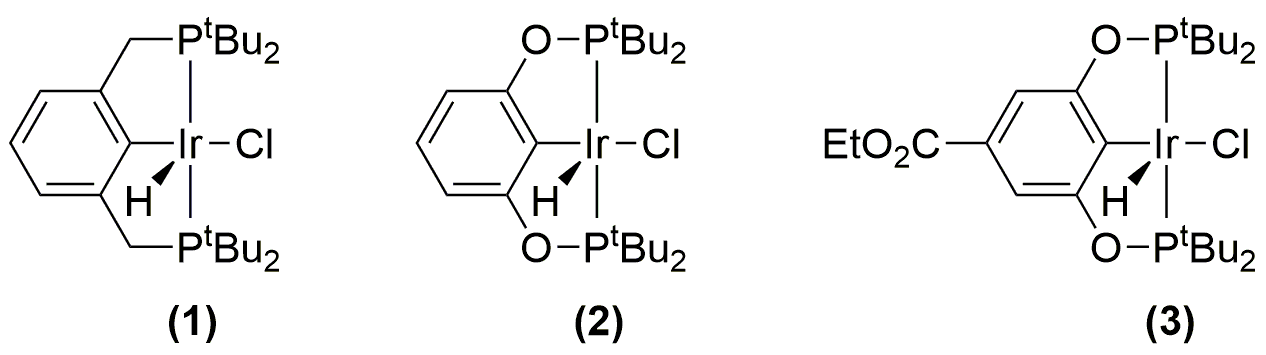 PᵗBu₂ O–PᵗBu₂ O–PᵗBu₂
Ir–Cl Ir–Cl EtO₂C Ir–Cl
H H H
PᵗBu₂ O–PᵗBu₂ O–PᵗBu₂
(1) (2) (3)